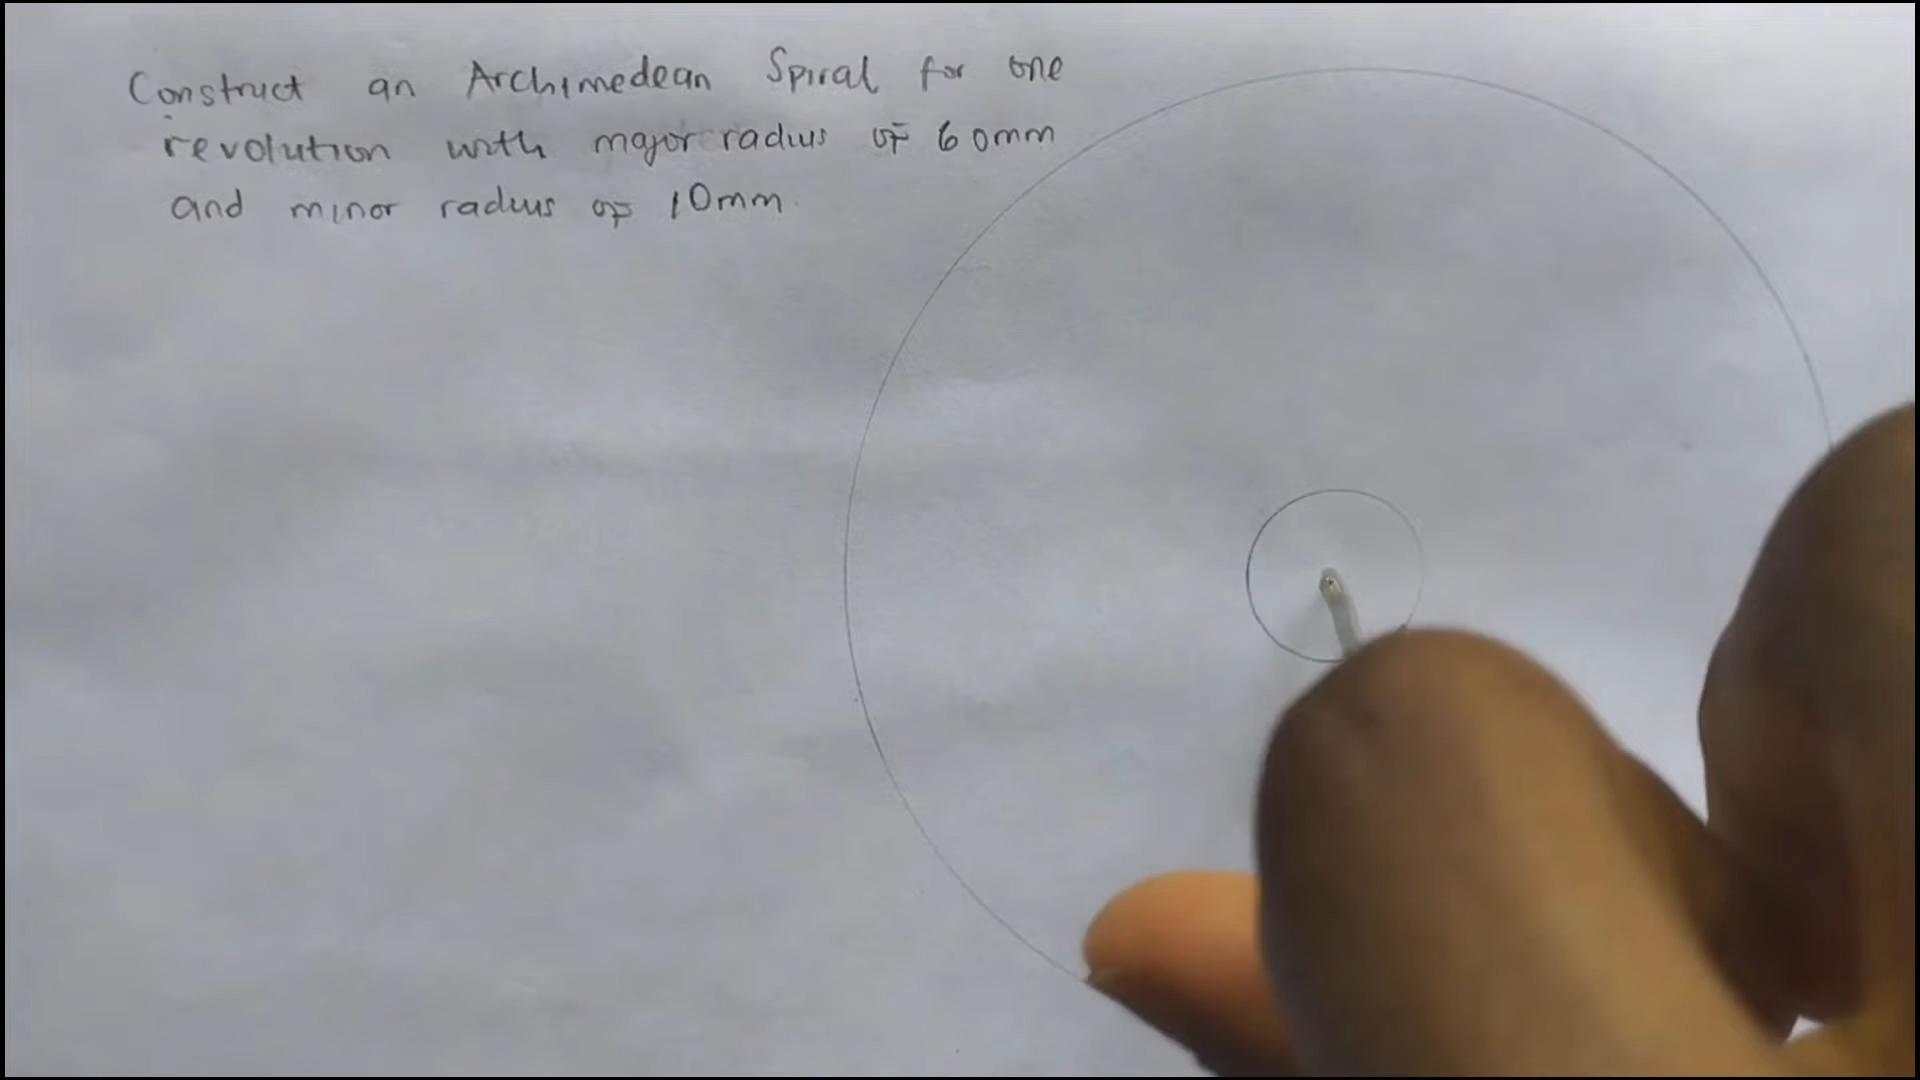 Construct an Archimedean Spiral for one
revolution with major radius of 60mm
and minor radius of 10mm.